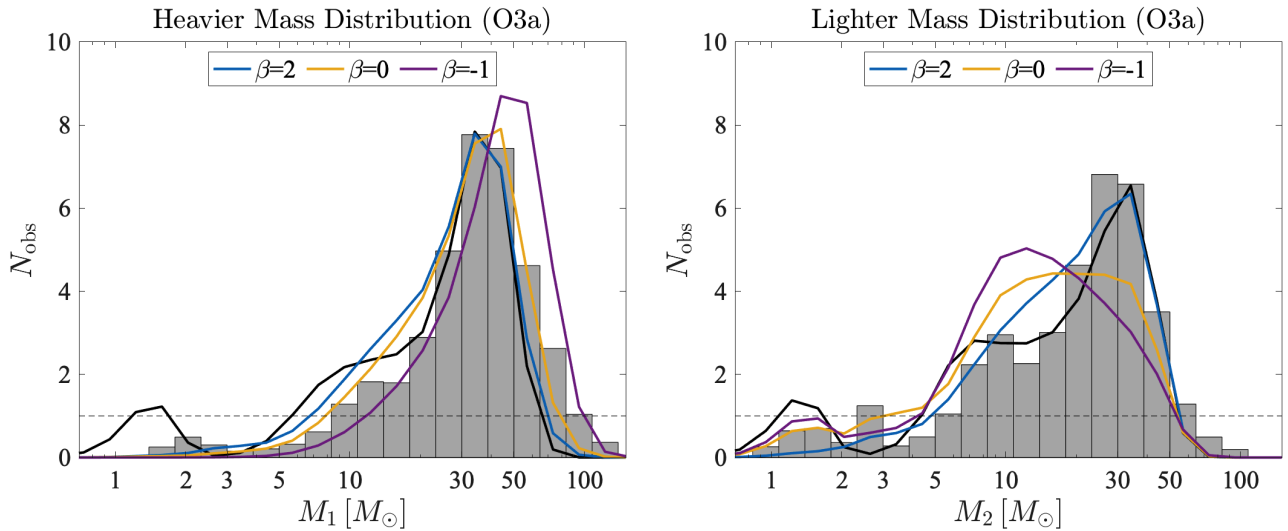 Heavier Mass Distribution (O3a)
10
8
6
4
2
0
N_obs
β=2 β=0 β=-1
1 2 3 5 10 30 50 100
M_1 [M_⊙]
Lighter Mass Distribution (O3a)
10
8
6
4
2
0
N_obs
β=2 β=0 β=-1
1 2 3 5 10 30 50 100
M_2 [M_⊙]